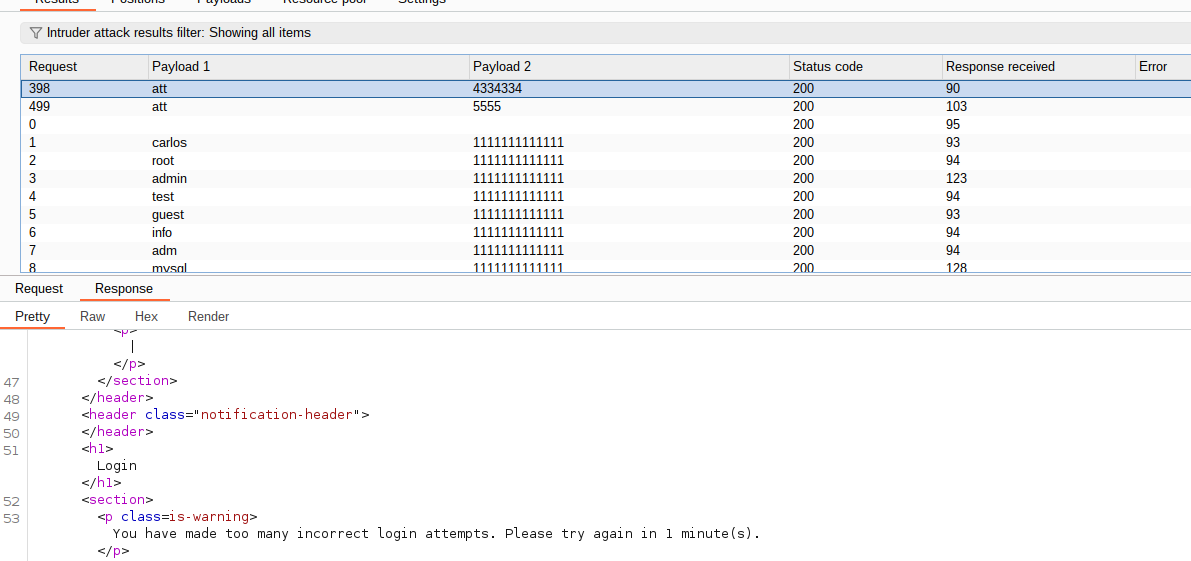 Results Positions Payloads Resource pool Settings
Intruder attack results filter: Showing all items
Request Payload 1 Payload 2 Status code Response received Error
398 att 4334334 200 90
499 att 5555 200 103
0 200 95
1 carlos 1111111111111 200 93
2 root 1111111111111 200 94
3 admin 1111111111111 200 123
4 test 1111111111111 200 94
5 guest 1111111111111 200 93
6 info 1111111111111 200 94
7 adm 1111111111111 200 94
8 mysql 1111111111111 200 128
Request Response
Pretty Raw Hex Render
<p>
|
</p>
47 </section>
48 </header>
49 <header class="notification-header">
50 </header>
51 <h1>
Login
</h1>
52 <section>
53 <p class=is-warning>
You have made too many incorrect login attempts. Please try again in 1 minute(s).
</p>